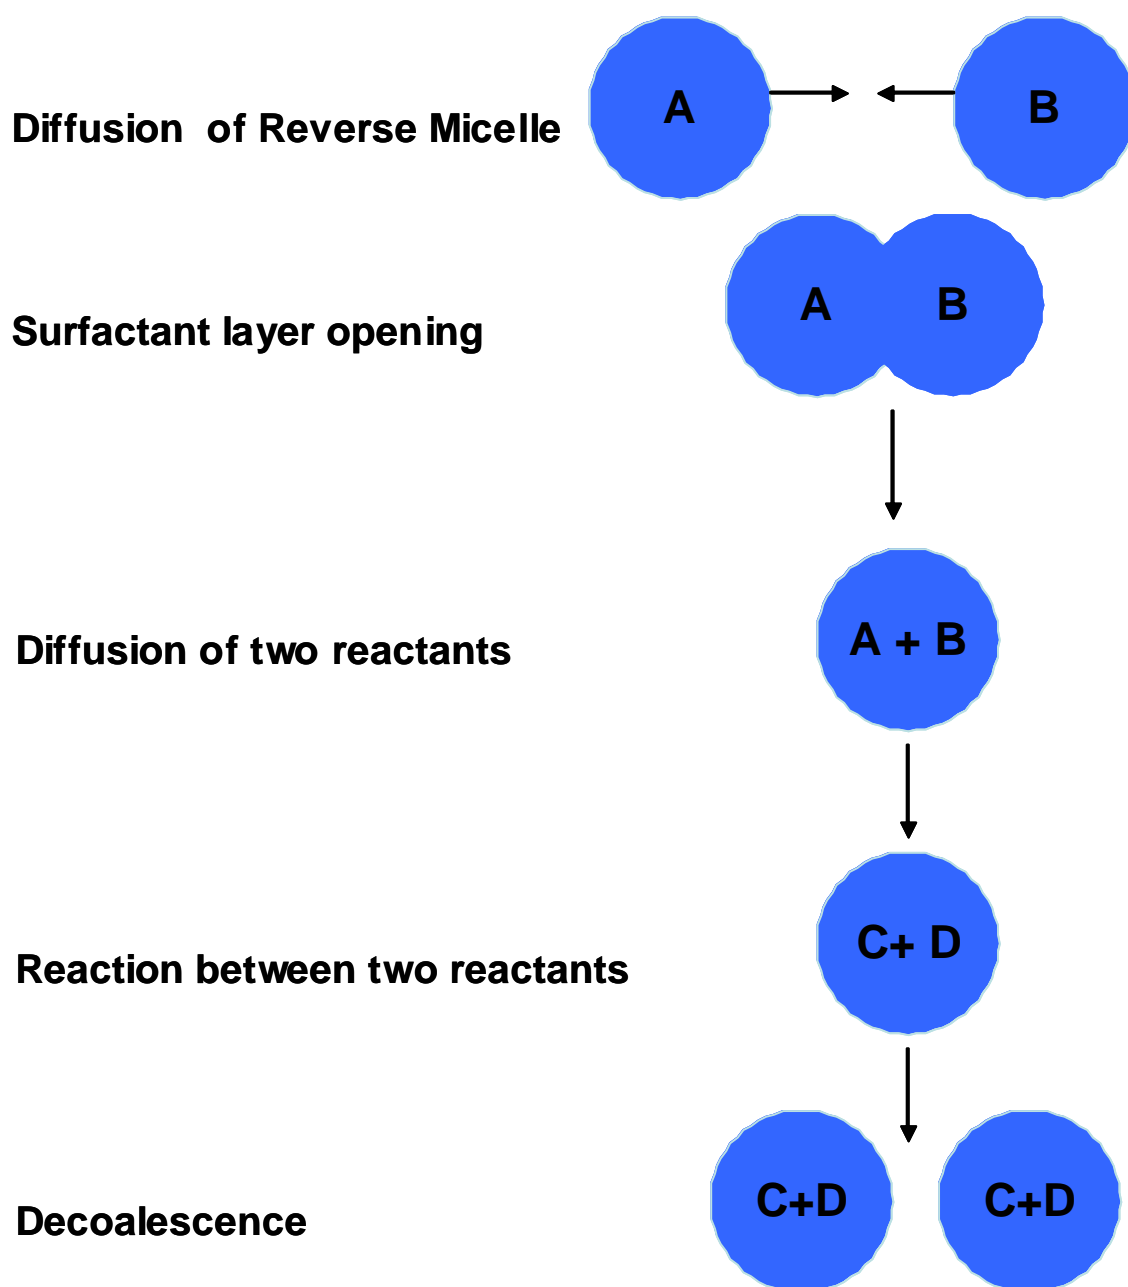 A
B
Diffusion of Reverse Micelle
A
B
Surfactant layer opening
A + B
Diffusion of two reactants
C+ D
Reaction between two reactants
C+D
C+D
Decoalescence